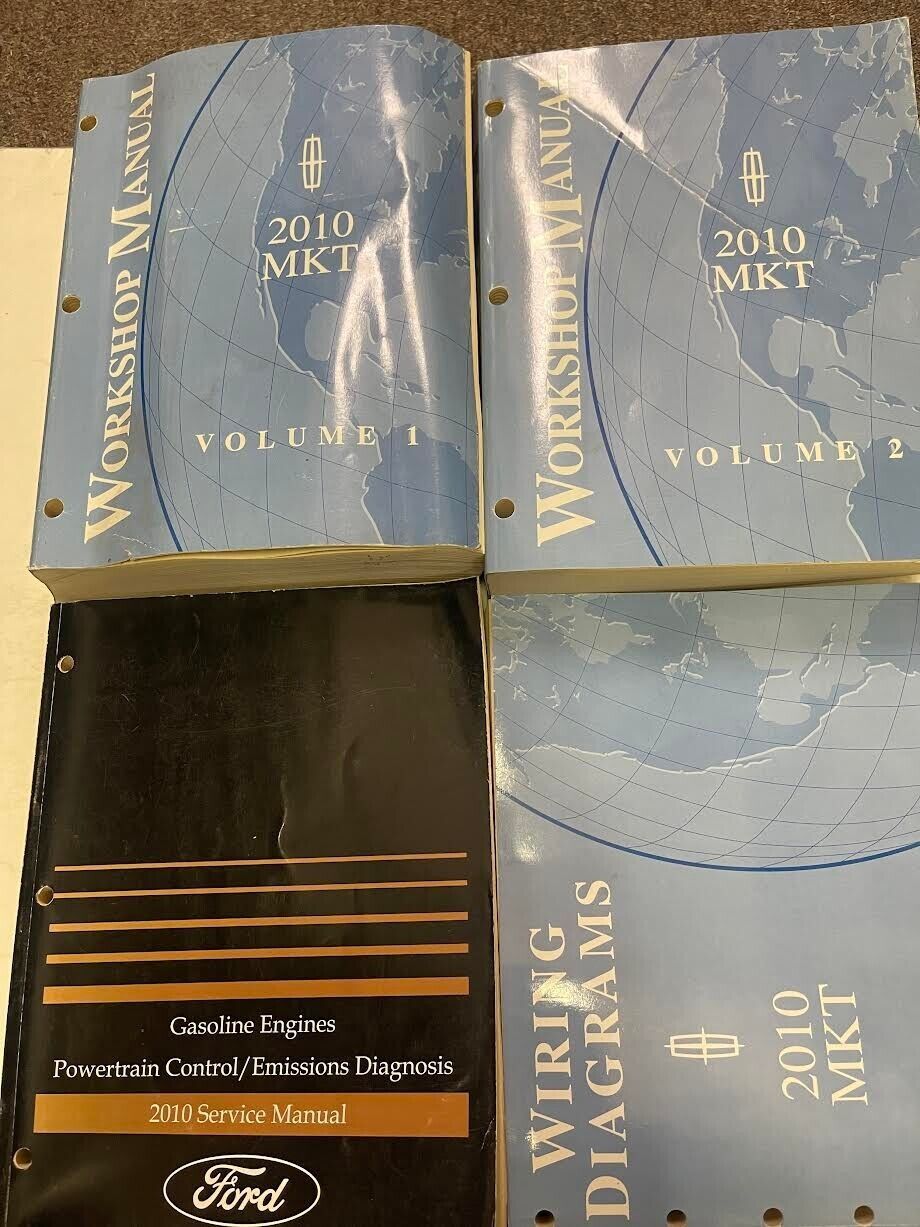 WORKSHOP MANUAL
2010
MKT
VOLUME 1
WORKSHOP MANUAL
2010
MKT
VOLUME 2
Gasoline Engines
Powertrain Control/Emissions Diagnosis
2010 Service Manual
Ford
WIRING
DIAGRAMS
2010
MKT